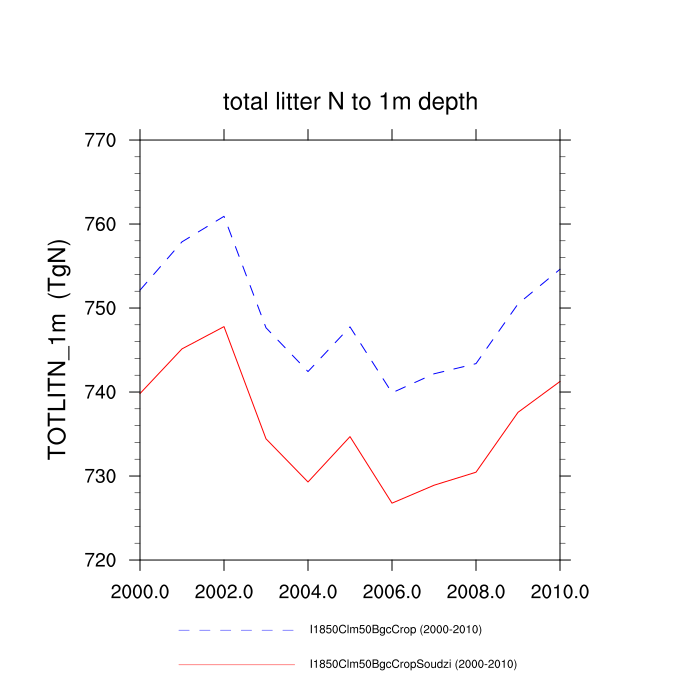 total litter N to 1m depth
TOTLITN_1m (TgN)
770
760
750
740
730
720
2000.0 2002.0 2004.0 2006.0 2008.0 2010.0
I1850Clm50BgcCrop (2000-2010)
I1850Clm50BgcCropSoudzi (2000-2010)